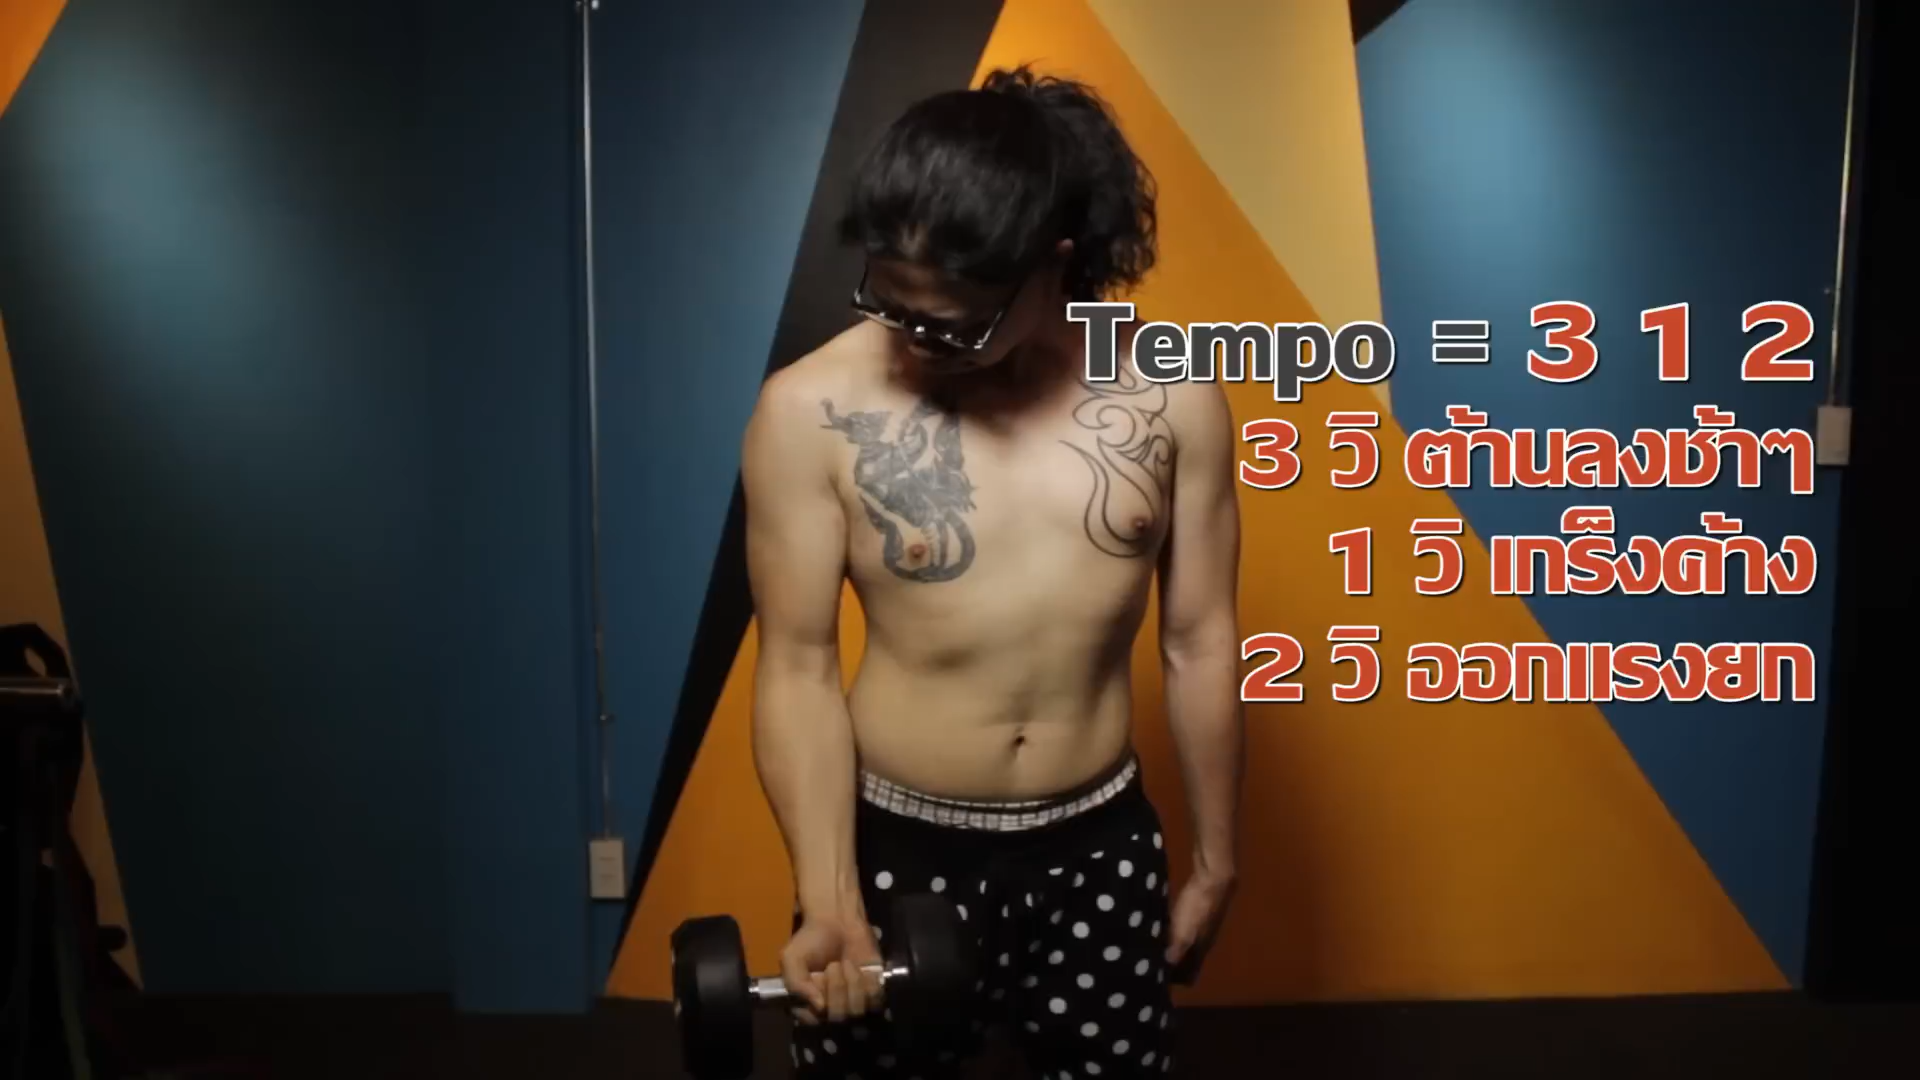 Tempo = 3 1 2
3 วิ ต้านลงช้าๆ
1 วิ เกร็งค้าง
2 วิ ออกแรงยก